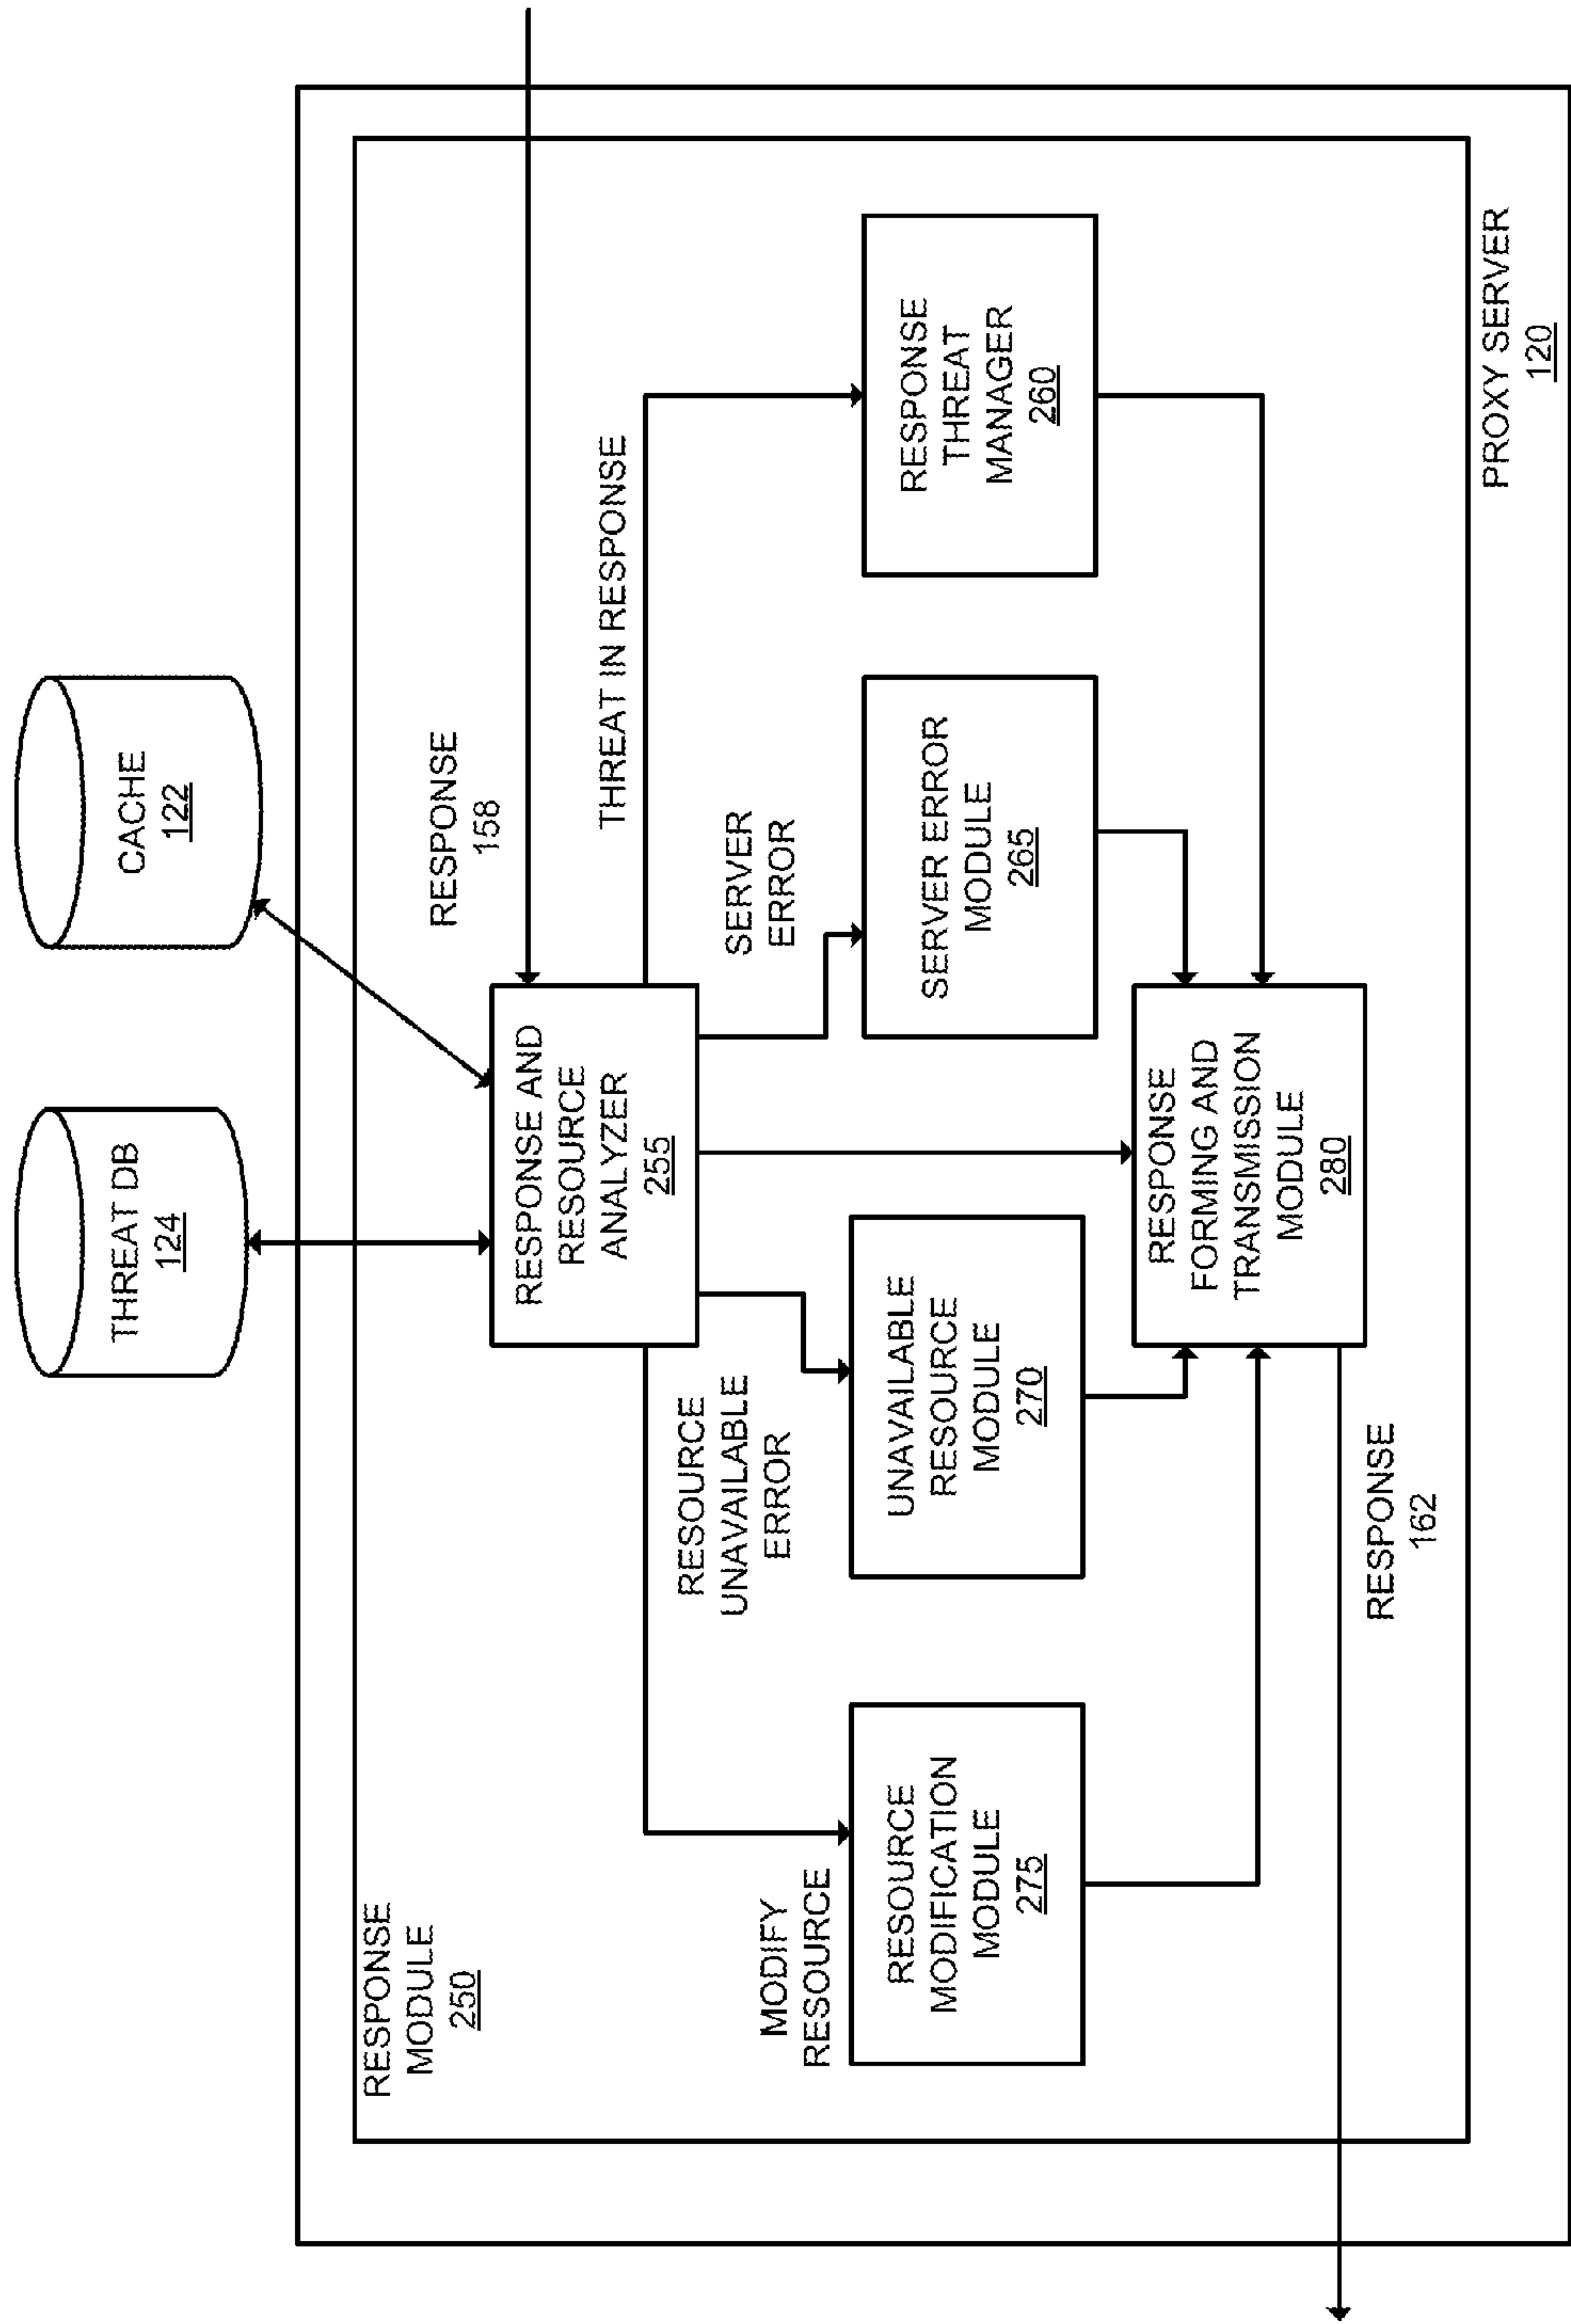 THREAT DB
124
CACHE
122
RESPONSE
MODULE
250
RESPONSE
158
RESPONSE AND
RESOURCE
ANALYZER
255
THREAT IN RESPONSE
RESOURCE
UNAVAILABLE
ERROR
SERVER
ERROR
MODIFY
RESOURCE
RESOURCE
MODIFICATION
MODULE
275
UNAVAILABLE
RESOURCE
MODULE
270
SERVER ERROR
MODULE
265
RESPONSE
THREAT
MANAGER
260
RESPONSE
FORMING AND
TRANSMISSION
MODULE
280
RESPONSE
162
PROXY SERVER
120